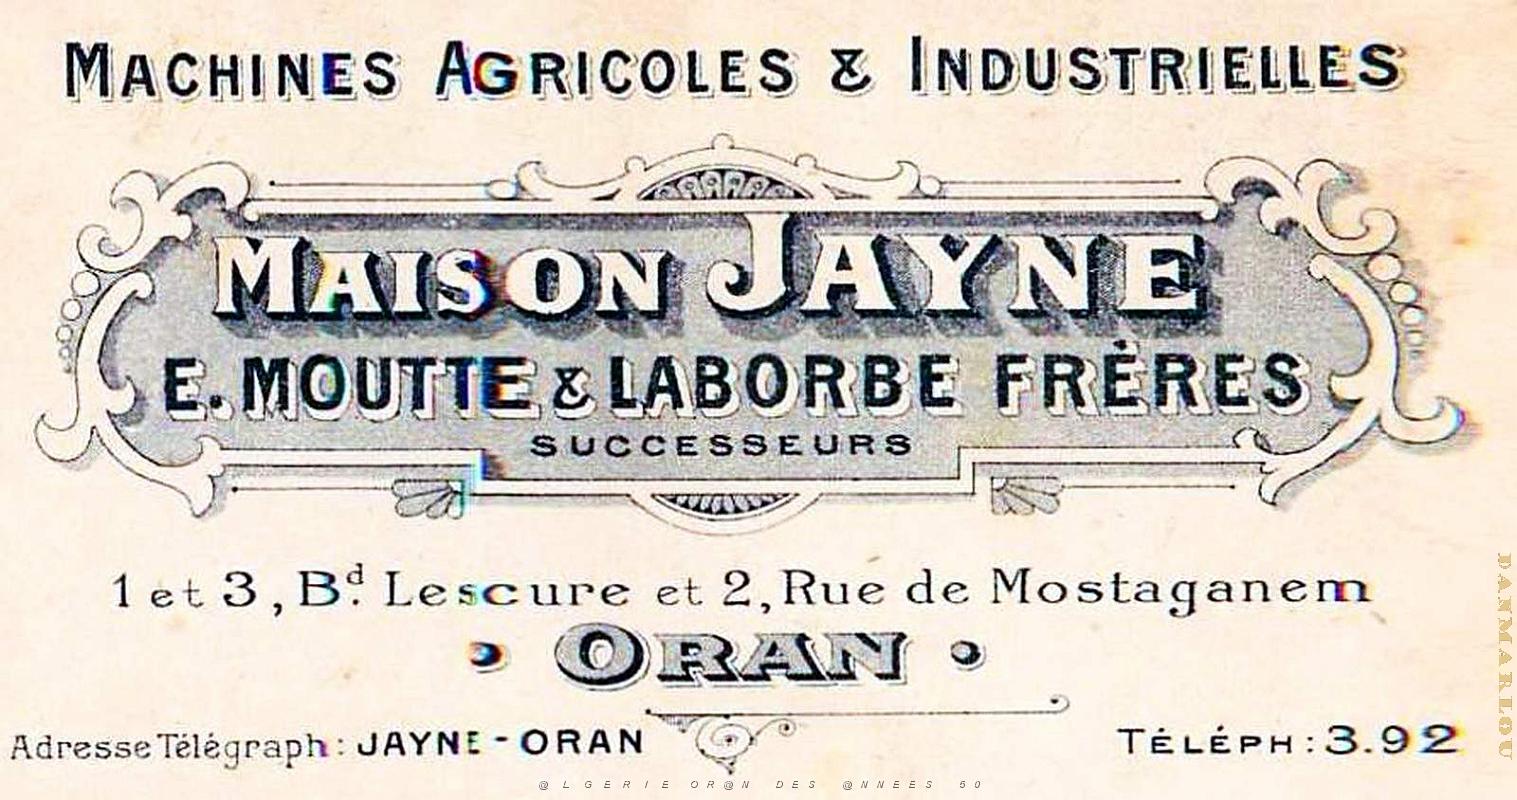 MACHINES AGRICOLES & INDUSTRIELLES
MAISON JAYNE
E. MOUTTE & LABORBE FRÈRES
SUCCESSEURS
1 et 3, Bd. Lescure et 2, Rue de Mostaganem
• ORAN •
Adresse Télégraph: JAYNE-ORAN
TÉLÉPH: 3.92
@LGERIE OR@N DES @NNEES 50
DANMARLOU